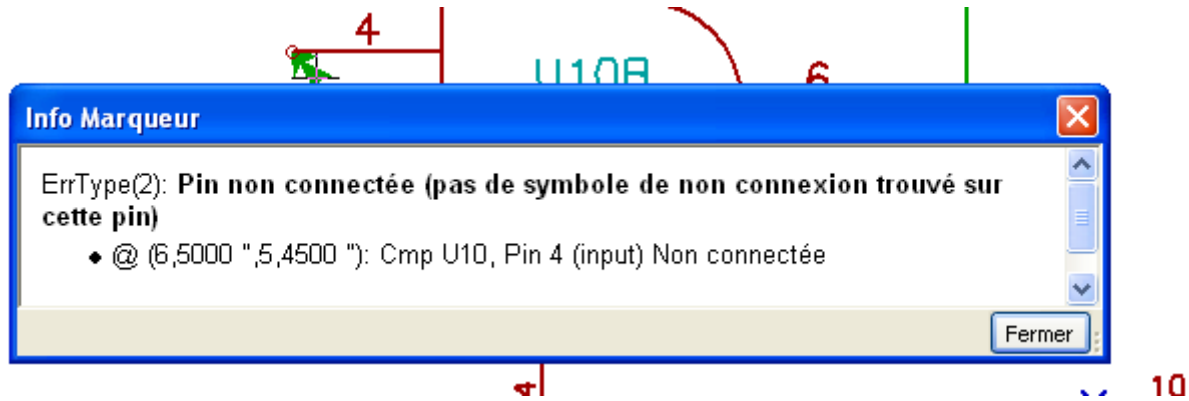 4
U10B
6
Info Marqueur
ErrType(2): Pin non connectée (pas de symbole de non connexion trouvé sur
cette pin)
@ (6,5000 ",5,4500 "): Cmp U10, Pin 4 (input) Non connectée
Fermer
10